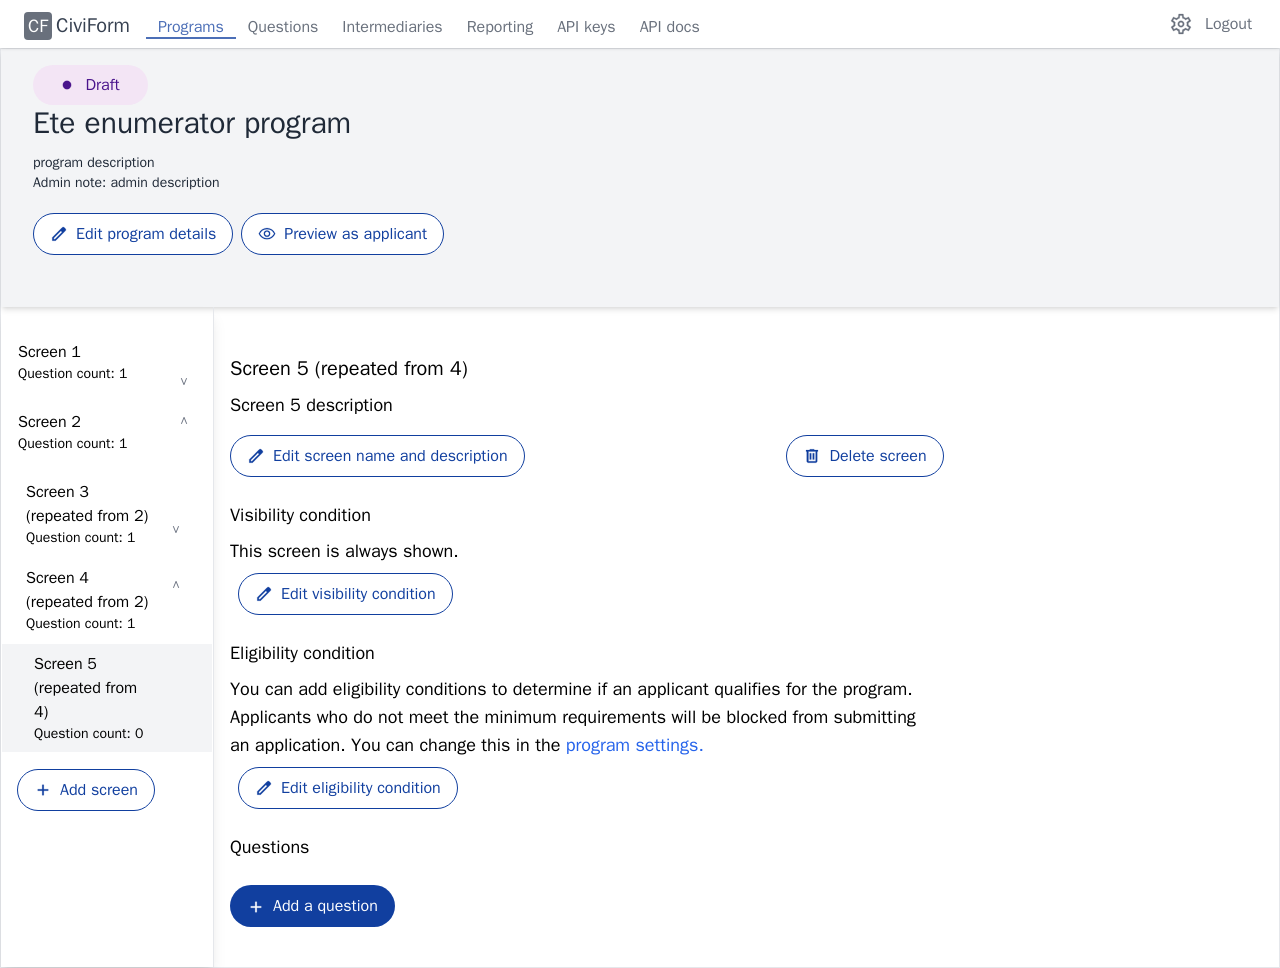 CF CiviForm Programs Questions Intermediaries Reporting API keys API docs Logout
Draft
Ete enumerator program
program description
Admin note: admin description
Edit program details Preview as applicant
Screen 1
Question count: 1
v
Screen 2
Question count: 1
^
Screen 3
(repeated from 2)
Question count: 1
v
Screen 4
(repeated from 2)
Question count: 1
^
Screen 5
(repeated from
4)
Question count: 0
Add screen
Screen 5 (repeated from 4)
Screen 5 description
Edit screen name and description Delete screen
Visibility condition
This screen is always shown.
Edit visibility condition
Eligibility condition
You can add eligibility conditions to determine if an applicant qualifies for the program.
Applicants who do not meet the minimum requirements will be blocked from submitting
an application. You can change this in the program settings.
Edit eligibility condition
Questions
Add a question